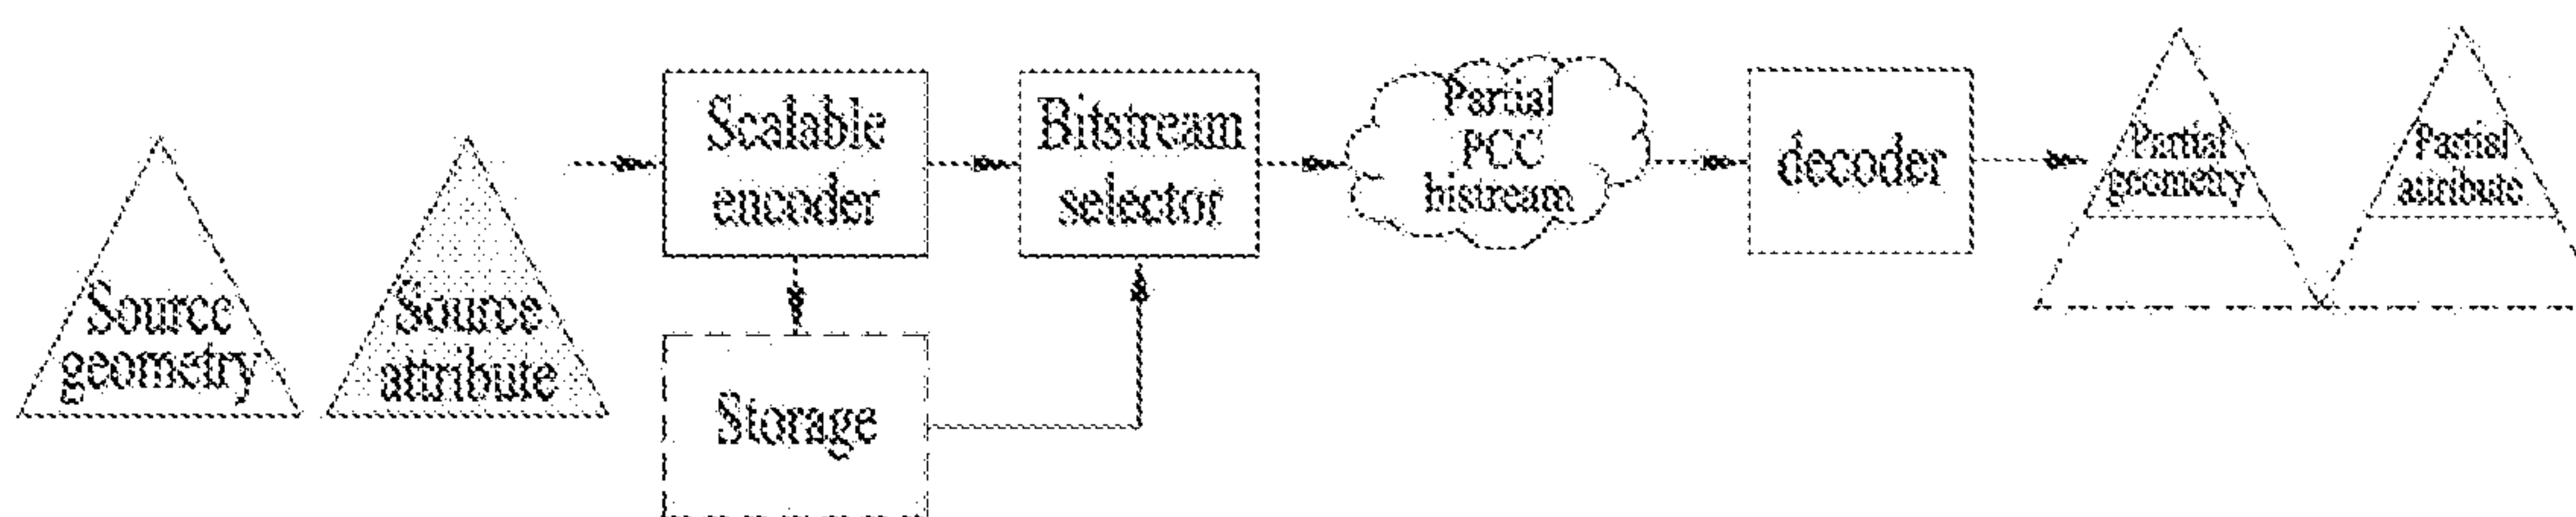 Source
geometry
Source
attribute
Scalable
encoder
Storage
Bitstream
selector
Partial
PCC
bistream
decoder
Partial
geometry
Partial
attribute